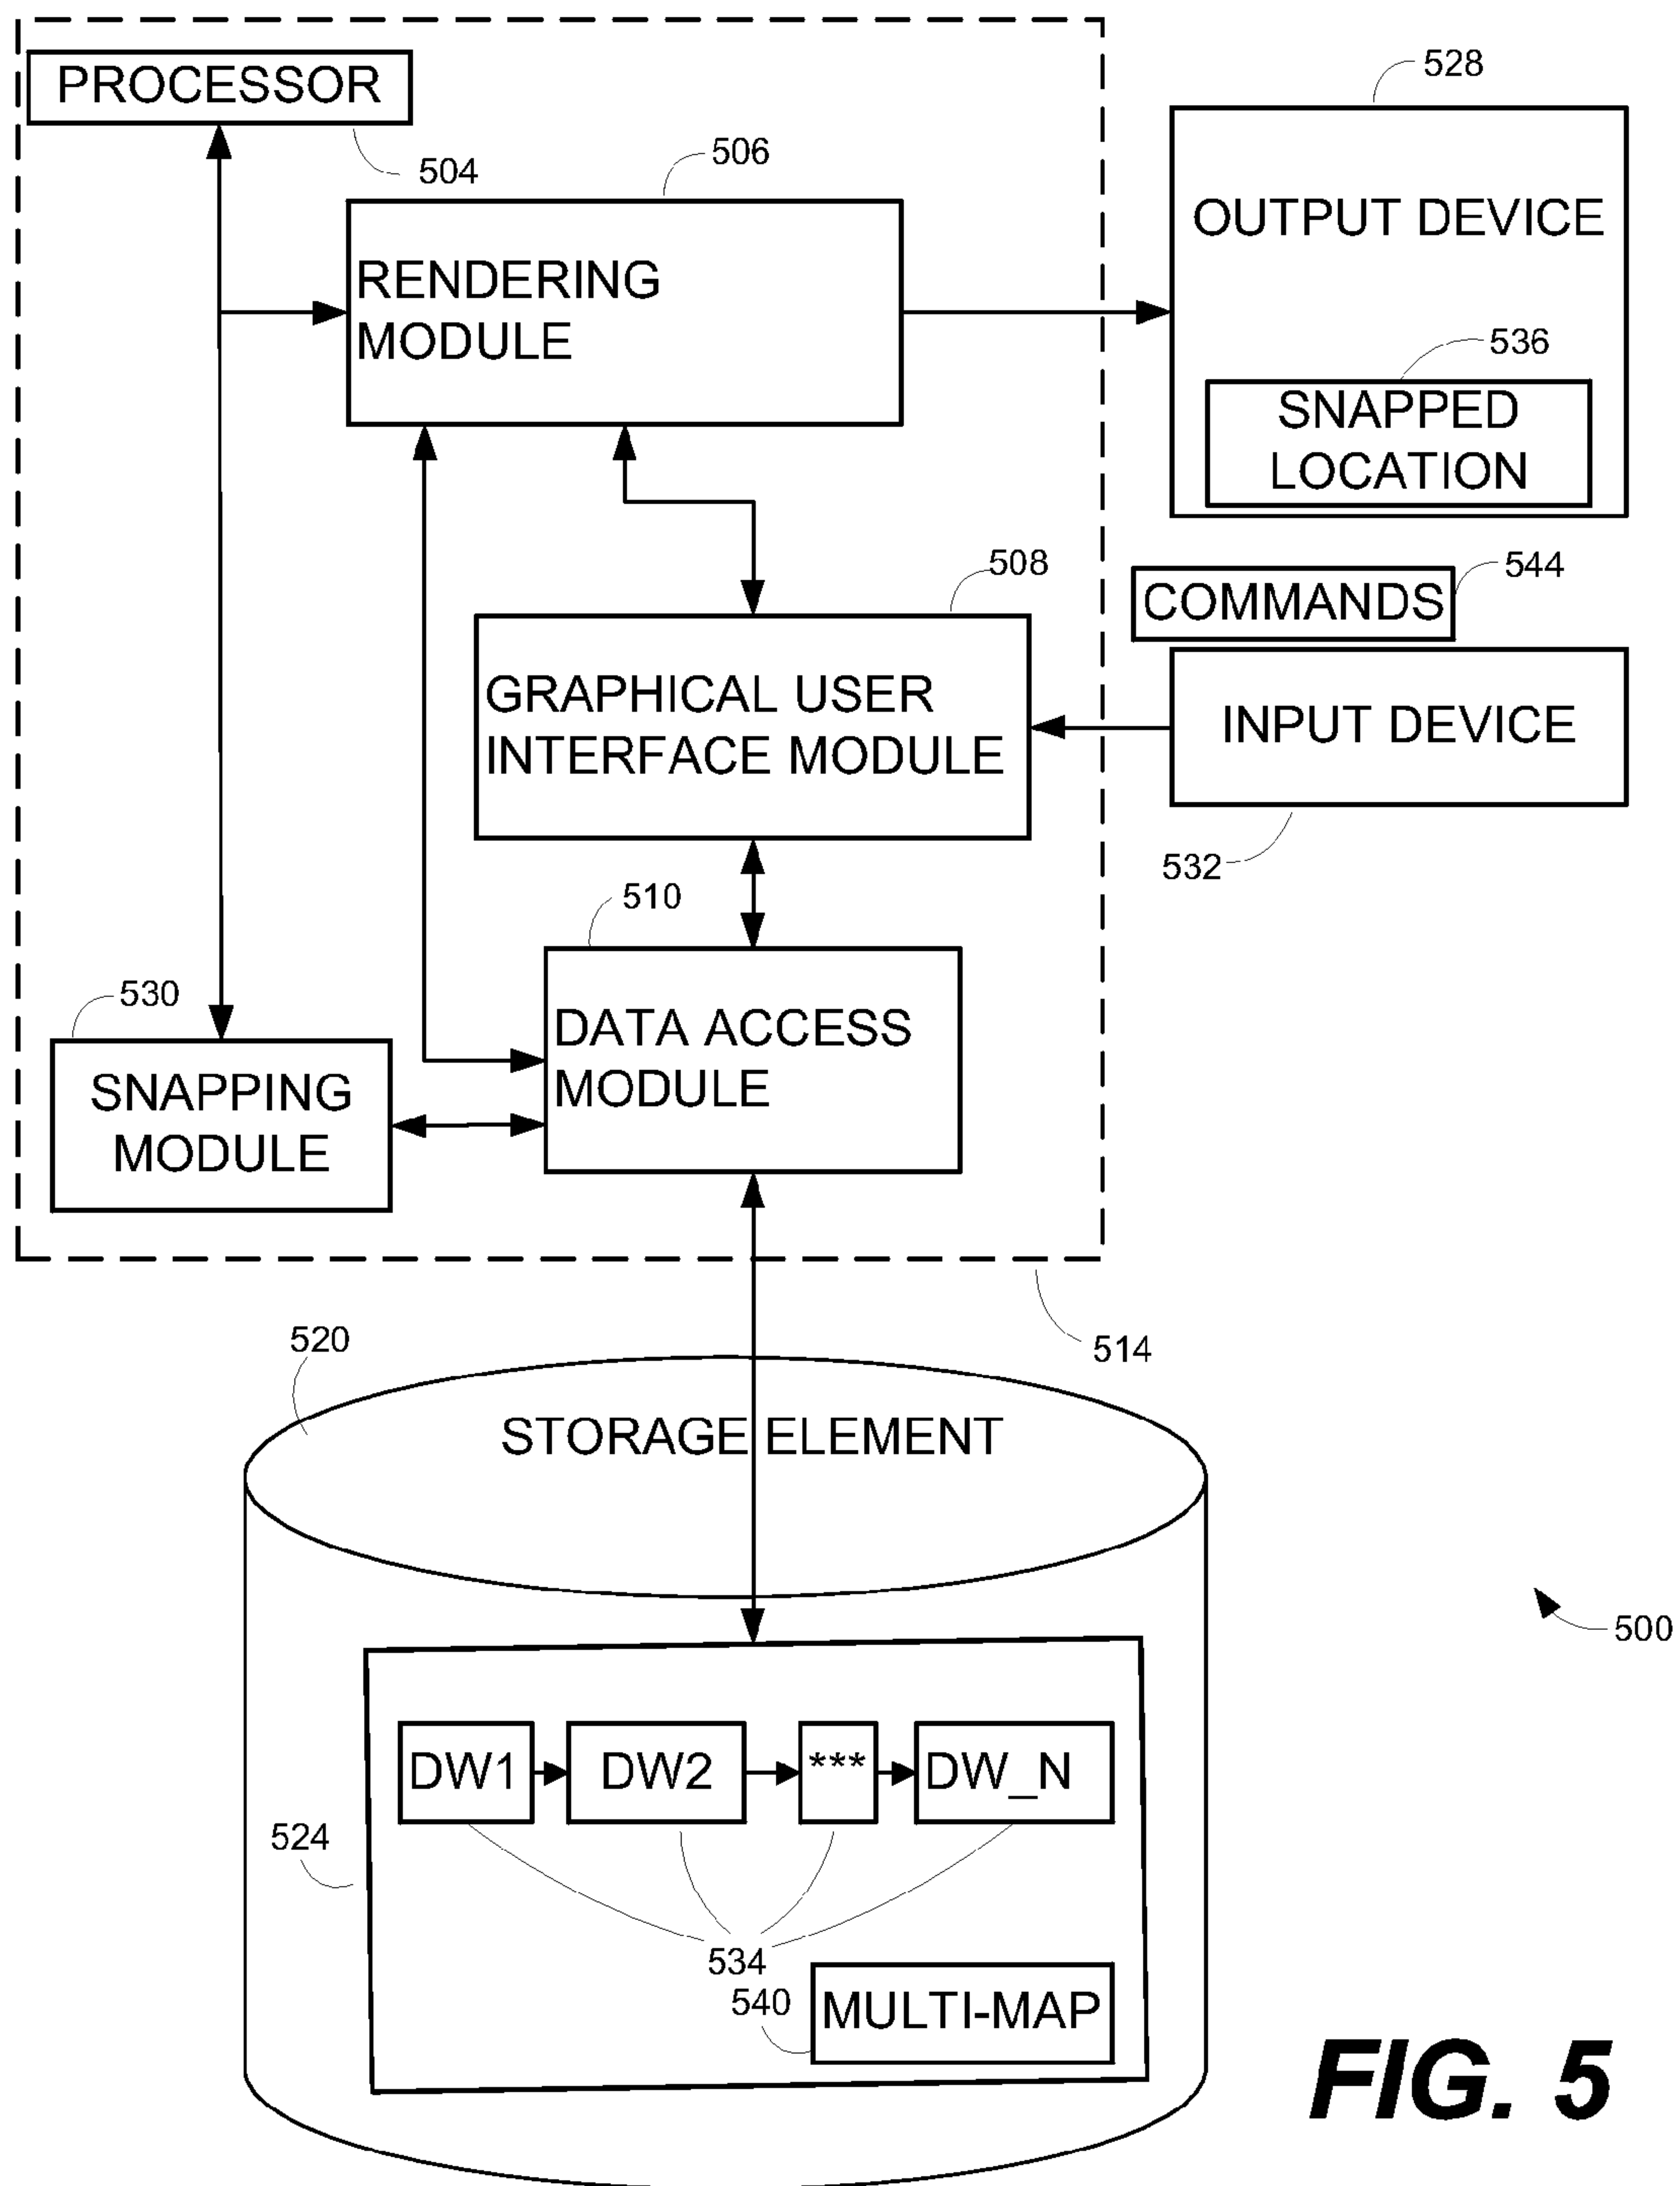 PROCESSOR
504
506
528
RENDERING
MODULE
OUTPUT DEVICE
536
SNAPPED
LOCATION
508
544
COMMANDS
GRAPHICAL USER
INTERFACE MODULE
INPUT DEVICE
532
510
530
DATA ACCESS
MODULE
SNAPPING
MODULE
514
520
STORAGE ELEMENT
500
DW1
DW2
***
DW_N
524
534
540
MULTI-MAP
FIG. 5